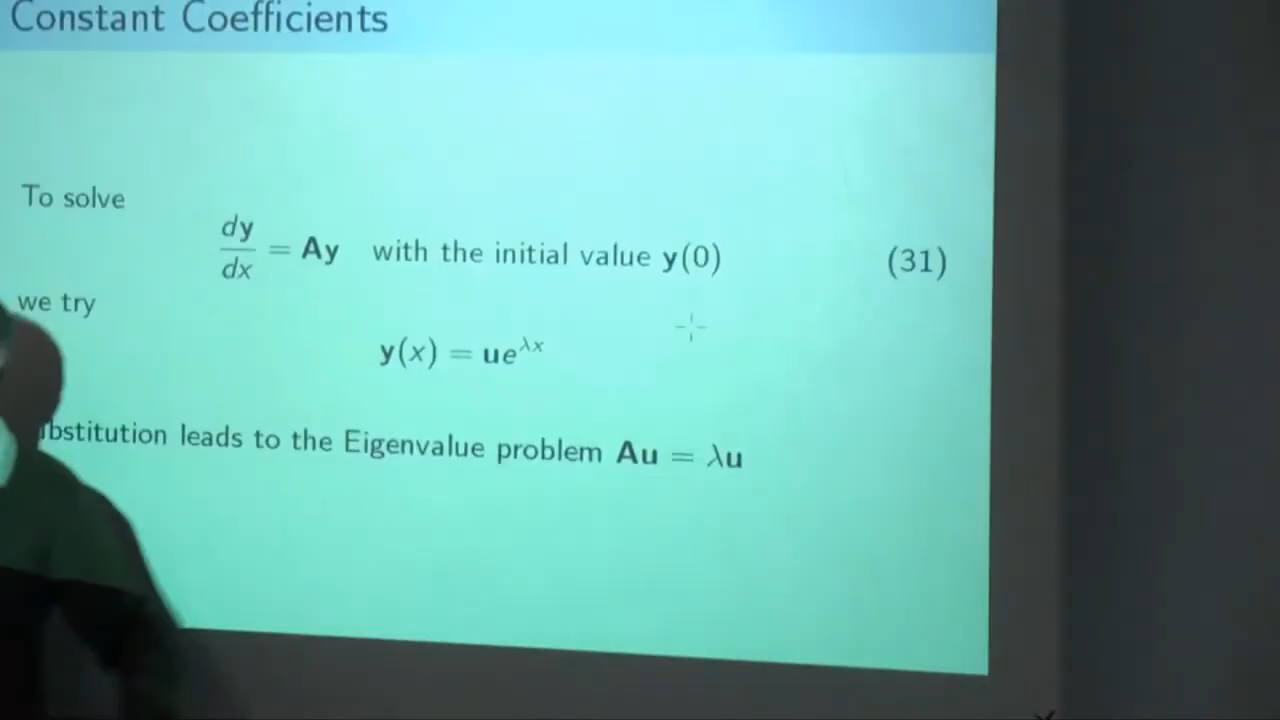 Constant Coefficients
To solve
dy/dx = Ay with the initial value y(0) (31)
we try
y(x) = ue^{λx}
bstitution leads to the Eigenvalue problem Au = λu